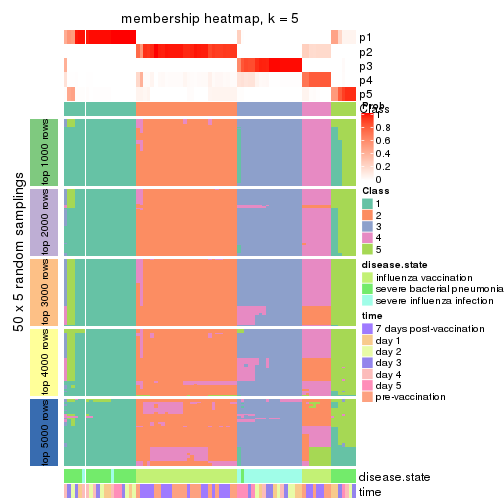 membership heatmap, k = 5
p1
p2
p3
p4
p5
Class
Prob
1
0.8
0.6
0.4
0.2
0
Class
1
2
3
4
5
disease.state
influenza vaccination
severe bacterial pneumonia
severe influenza infection
time
7 days post-vaccination
day 1
day 2
day 3
day 4
day 5
pre-vaccination
50 x 5 random samplings
top 1000 rows
top 2000 rows
top 3000 rows
top 4000 rows
top 5000 rows
disease.state
time